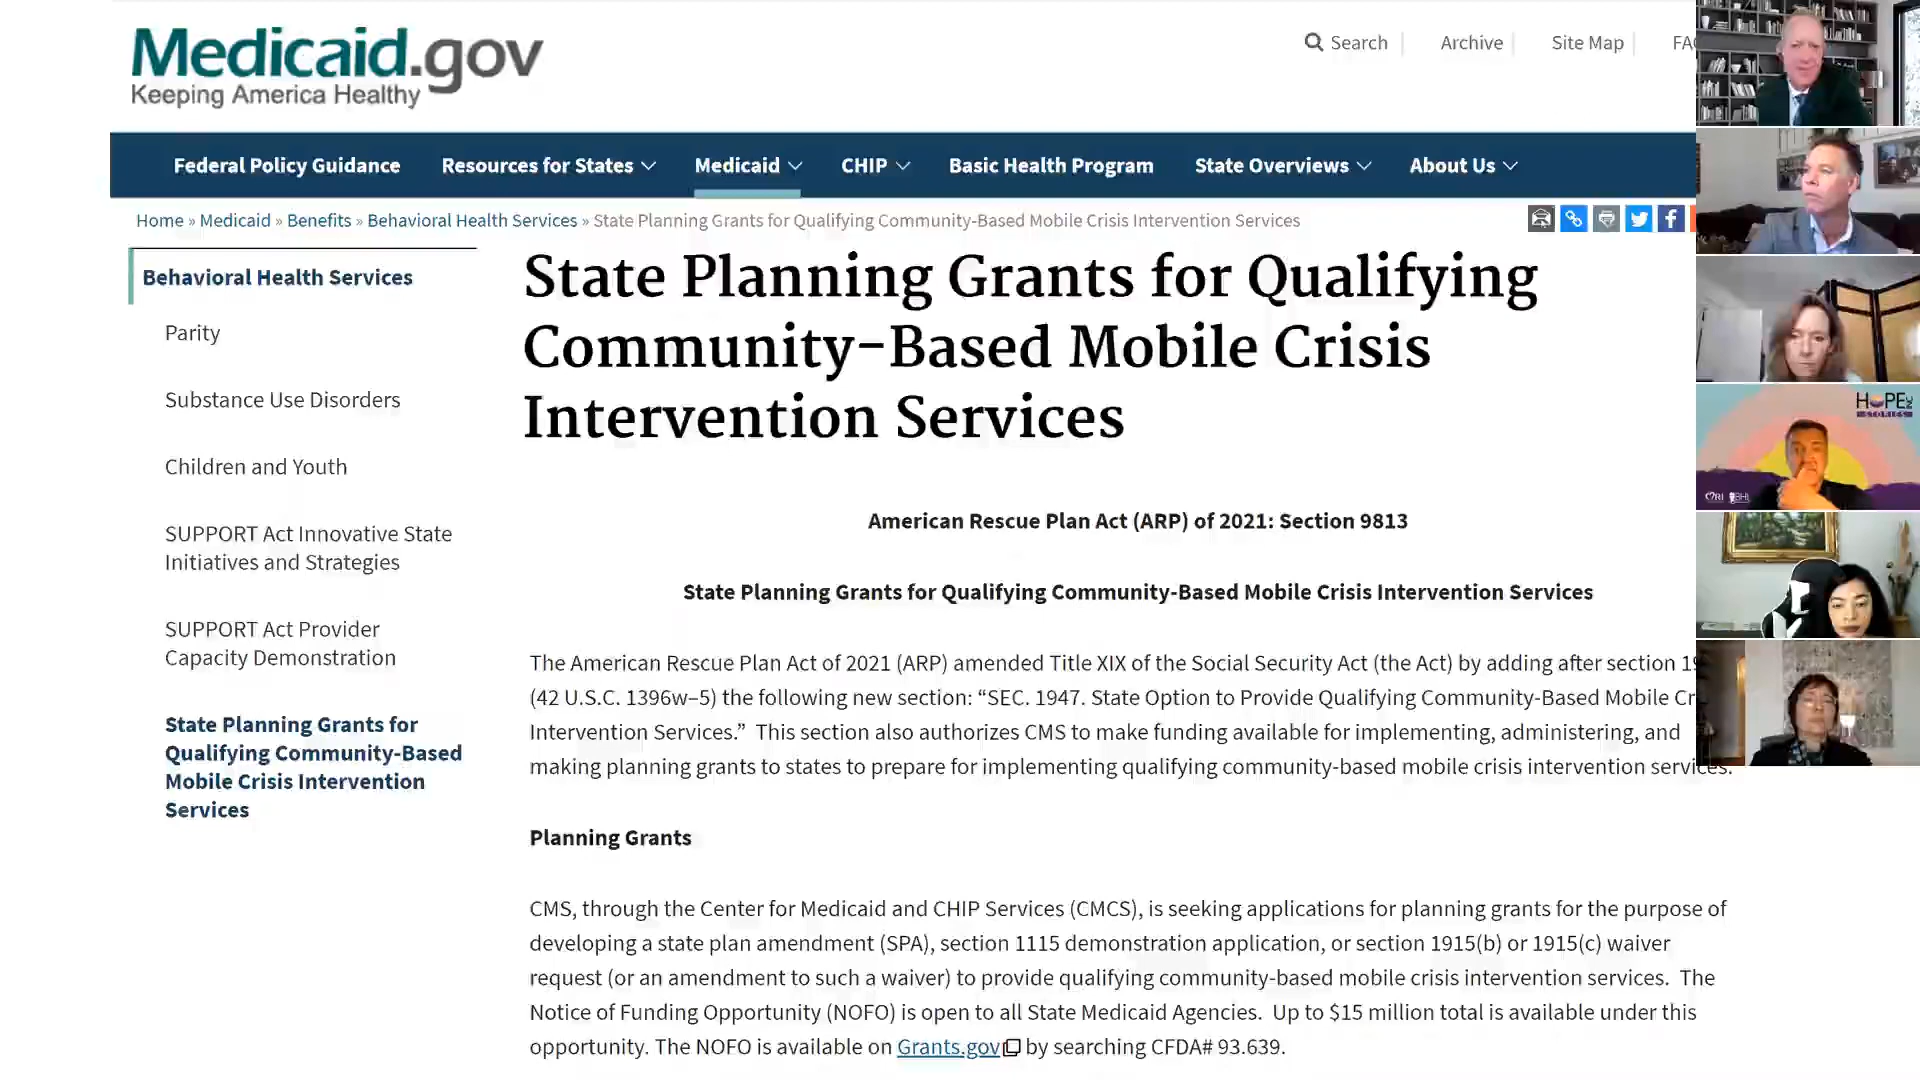 Medicaid.gov
Keeping America Healthy
Search
Archive
Site Map
Federal Policy Guidance
Resources for States
Medicaid
CHIP
Basic Health Program
State Overviews
About Us
Home » Medicaid » Benefits » Behavioral Health Services » State Planning Grants for Qualifying Community-Based Mobile Crisis Intervention Services
Behavioral Health Services
Parity
Substance Use Disorders
Children and Youth
SUPPORT Act Innovative State
Initiatives and Strategies
SUPPORT Act Provider
Capacity Demonstration
State Planning Grants for
Qualifying Community-Based
Mobile Crisis Intervention
Services
State Planning Grants for Qualifying
Community-Based Mobile Crisis
Intervention Services
American Rescue Plan Act (ARP) of 2021: Section 9813
State Planning Grants for Qualifying Community-Based Mobile Crisis Intervention Services
The American Rescue Plan Act of 2021 (ARP) amended Title XIX of the Social Security Act (the Act) by adding after section
(42 U.S.C. 1396w–5) the following new section: “SEC. 1947. State Option to Provide Qualifying Community-Based Mobile
Intervention Services.” This section also authorizes CMS to make funding available for implementing, administering, and
making planning grants to states to prepare for implementing qualifying community-based mobile crisis intervention services.
Planning Grants
CMS, through the Center for Medicaid and CHIP Services (CMCS), is seeking applications for planning grants for the purpose of
developing a state plan amendment (SPA), section 1115 demonstration application, or section 1915(b) or 1915(c) waiver
request (or an amendment to such a waiver) to provide qualifying community-based mobile crisis intervention services. The
Notice of Funding Opportunity (NOFO) is open to all State Medicaid Agencies. Up to $15 million total is available under this
opportunity. The NOFO is available on Grants.gov by searching CFDA# 93.639.
HOPE INC
STORIES
RI